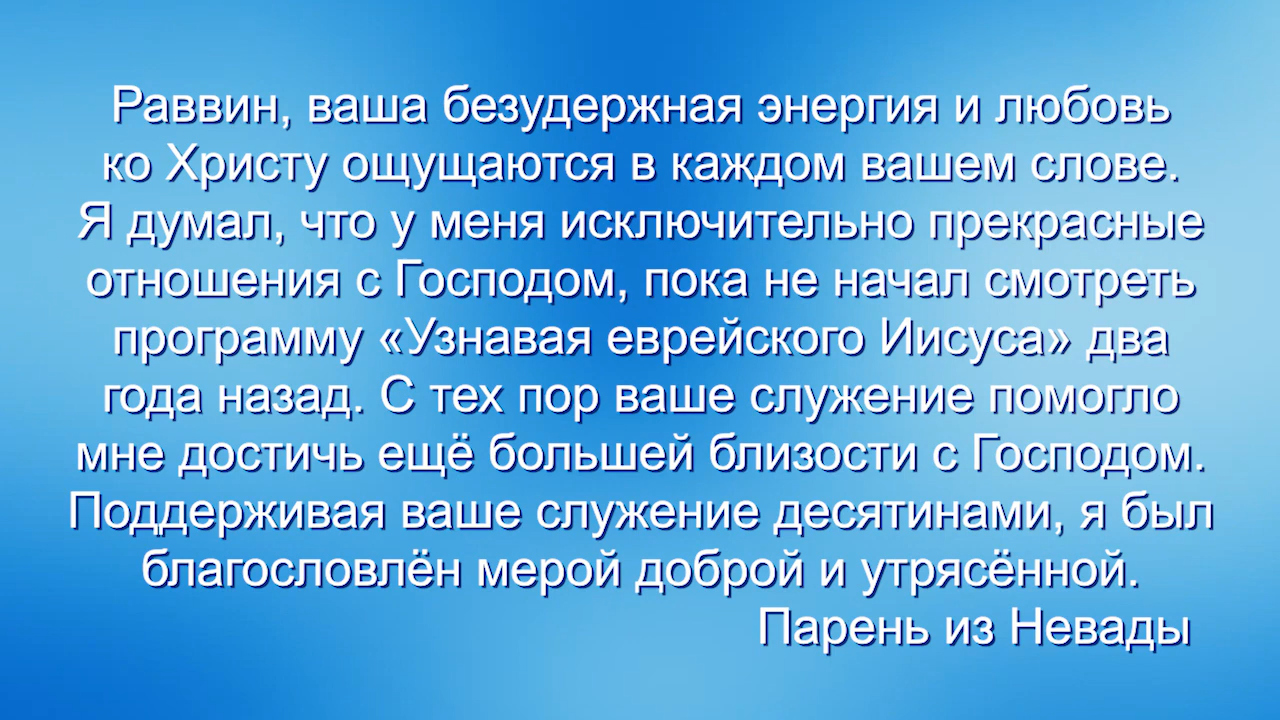 Раввин, ваша безудержная энергия и любовь
ко Христу ощущаются в каждом вашем слове.
Я думал, что у меня исключительно прекрасные
отношения с Господом, пока не начал смотреть
программу «Узнавая еврейского Иисуса» два
года назад. С тех пор ваше служение помогло
мне достичь ещё большей близости с Господом.
Поддерживая ваше служение десятинами, я был
благословлён мерой доброй и утрясённой.
Парень из Невады